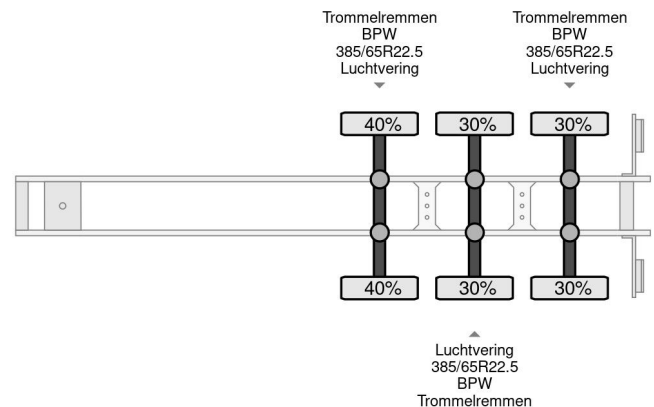 Trommelremmen
BPW
385/65R22.5
Luchtvering
Trommelremmen
BPW
385/65R22.5
Luchtvering
40% 30% 30%
40% 30% 30%
Luchtvering
385/65R22.5
BPW
Trommelremmen